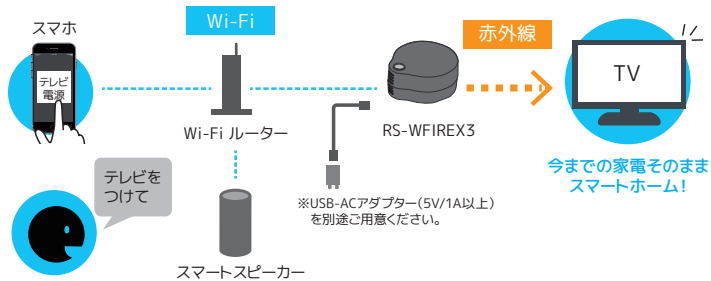 スマホ
Wi-Fi
赤外線
テレビ
電源
TV
Wi-Fi ルーター
RS-WFIREX3
今までの家電そのまま
スマートホーム!
テレビを
つけて
※USB-ACアダプター(5V/1A以上)
を別途ご用意ください。
スマートスピーカー